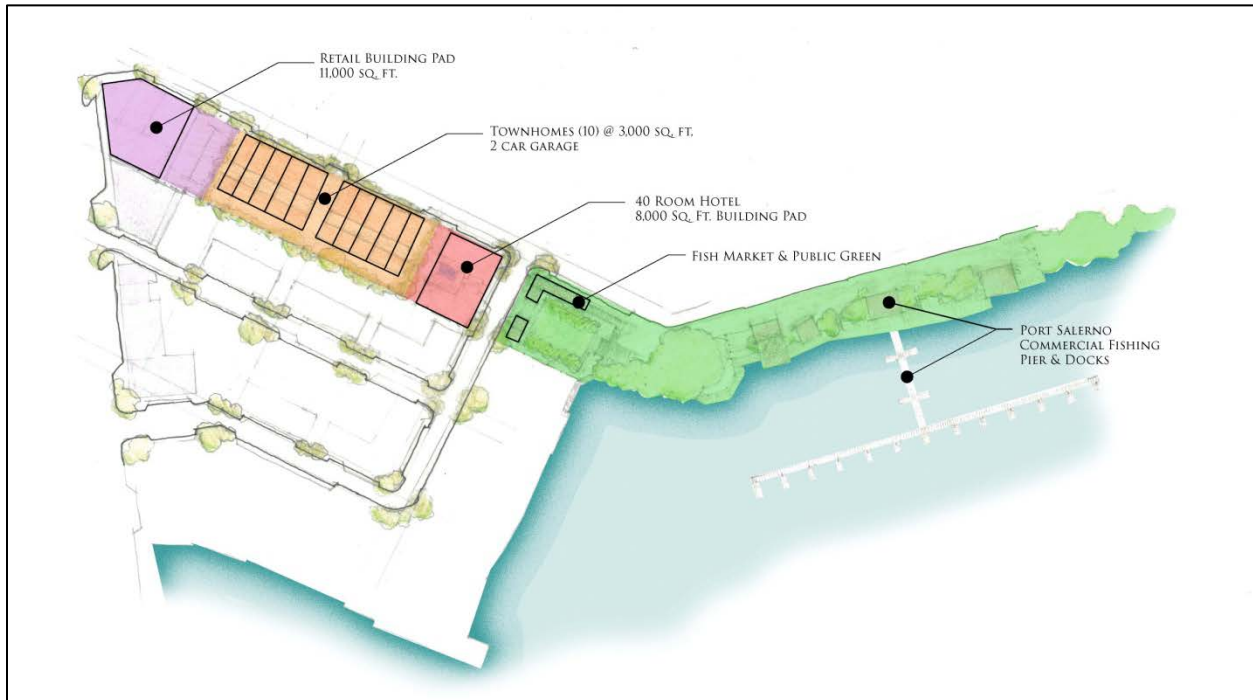 Retail Building Pad
11,000 sq. ft.
Townhomes (10) @ 3,000 sq. ft.
2 car garage
40 Room Hotel
8,000 Sq. Ft. Building Pad
Fish Market & Public Green
Port Salerno
Commercial Fishing
Pier & Docks